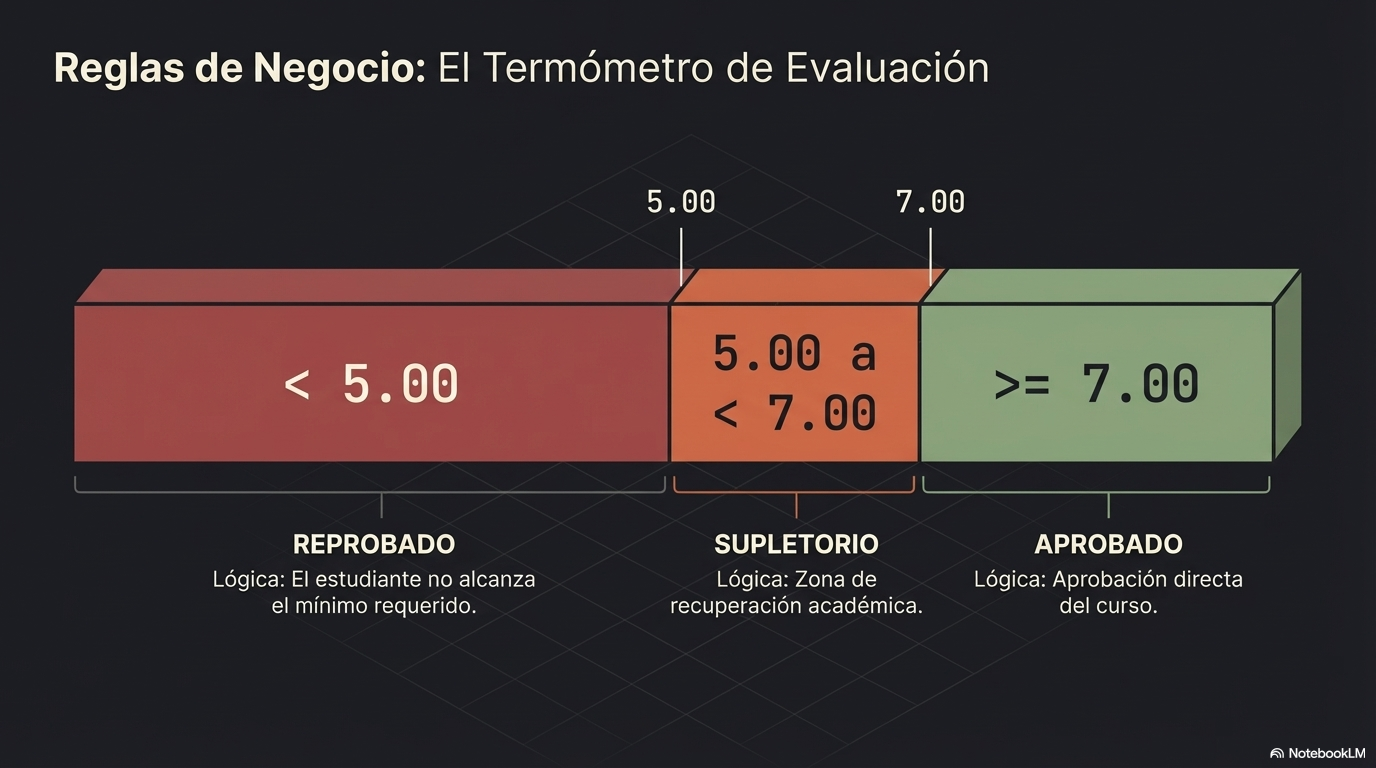 Reglas de Negocio: El Termómetro de Evaluación
5.00
7.00
< 5.00
5.00 a
< 7.00
>= 7.00
REPROBADO
Lógica: El estudiante no alcanza
el mínimo requerido.
SUPLETORIO
Lógica: Zona de
recuperación académica.
APROBADO
Lógica: Aprobación directa
del curso.
NotebookLM